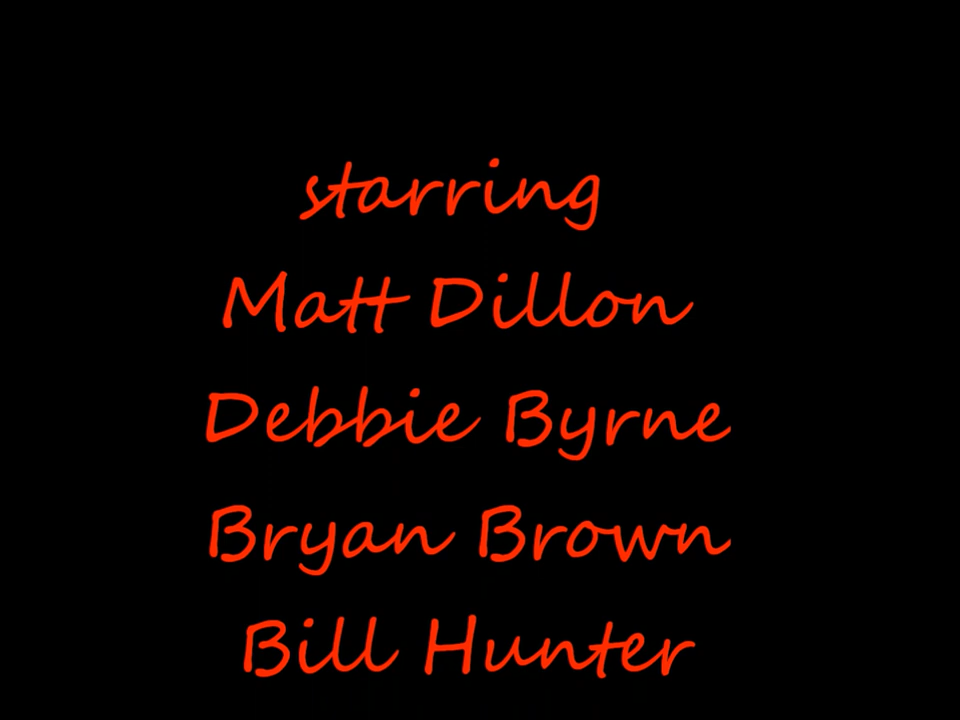 starring
Matt Dillon
Debbie Byrne
Bryan Brown
Bill Hunter